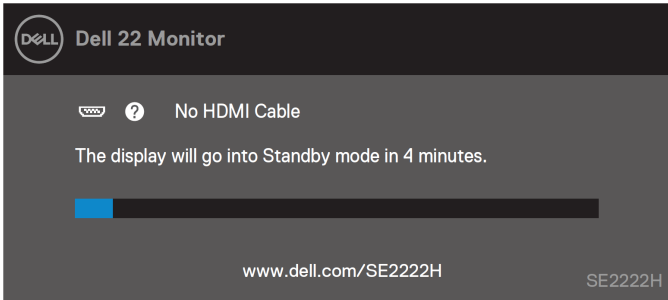 DELL Dell 22 Monitor
? No HDMI Cable
The display will go into Standby mode in 4 minutes.
www.dell.com/SE2222H
SE2222H